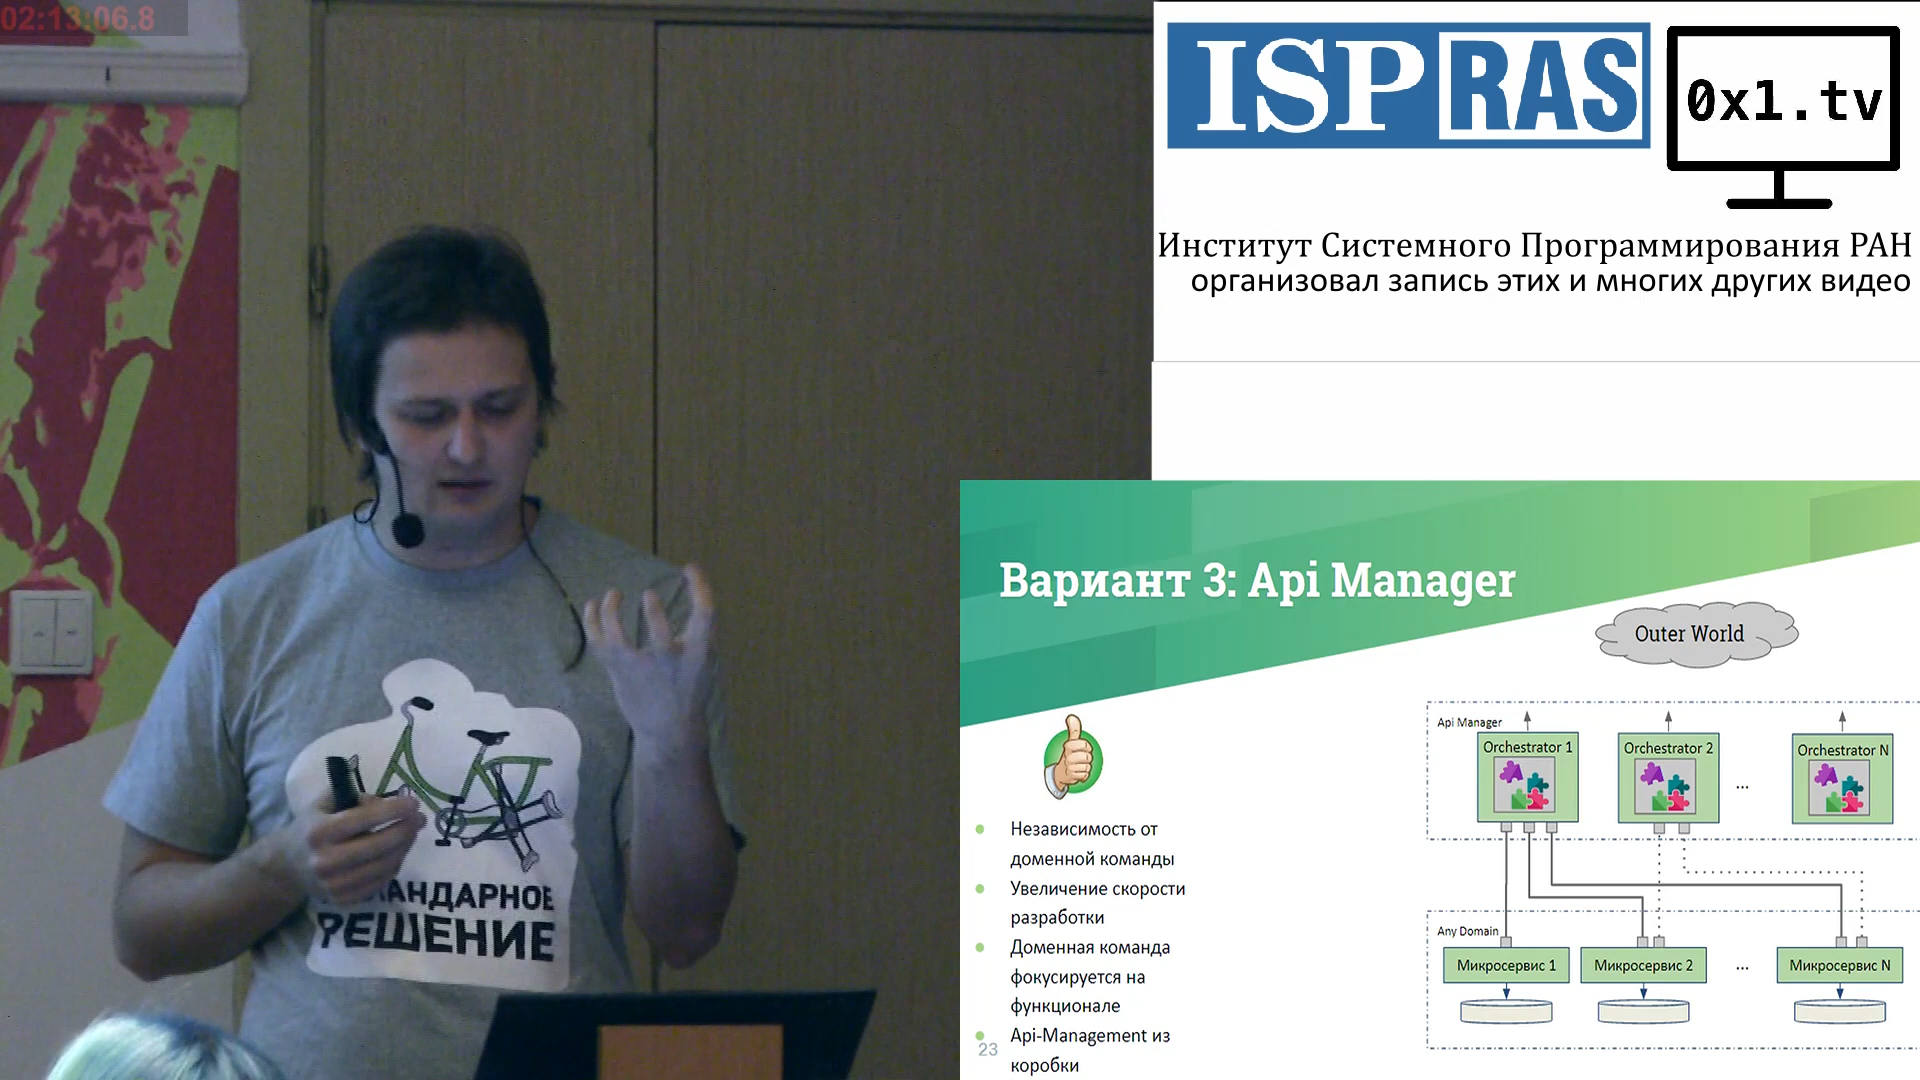 02:13:06.8
ISP RAS
0x1.tv
Институт Системного Программирования РАН
организовал запись этих и многих других видео
Вариант 3: Api Manager
Outer World
Api Manager
Orchestrator 1
Orchestrator 2
...
Orchestrator N
Независимость от
доменной команды
Увеличение скорости
разработки
Доменная команда
фокусируется на
функционале
Api-Management из
коробки
Any Domain
Микросервис 1
Микросервис 2
...
Микросервис N
23
РЕШЕНИЕ